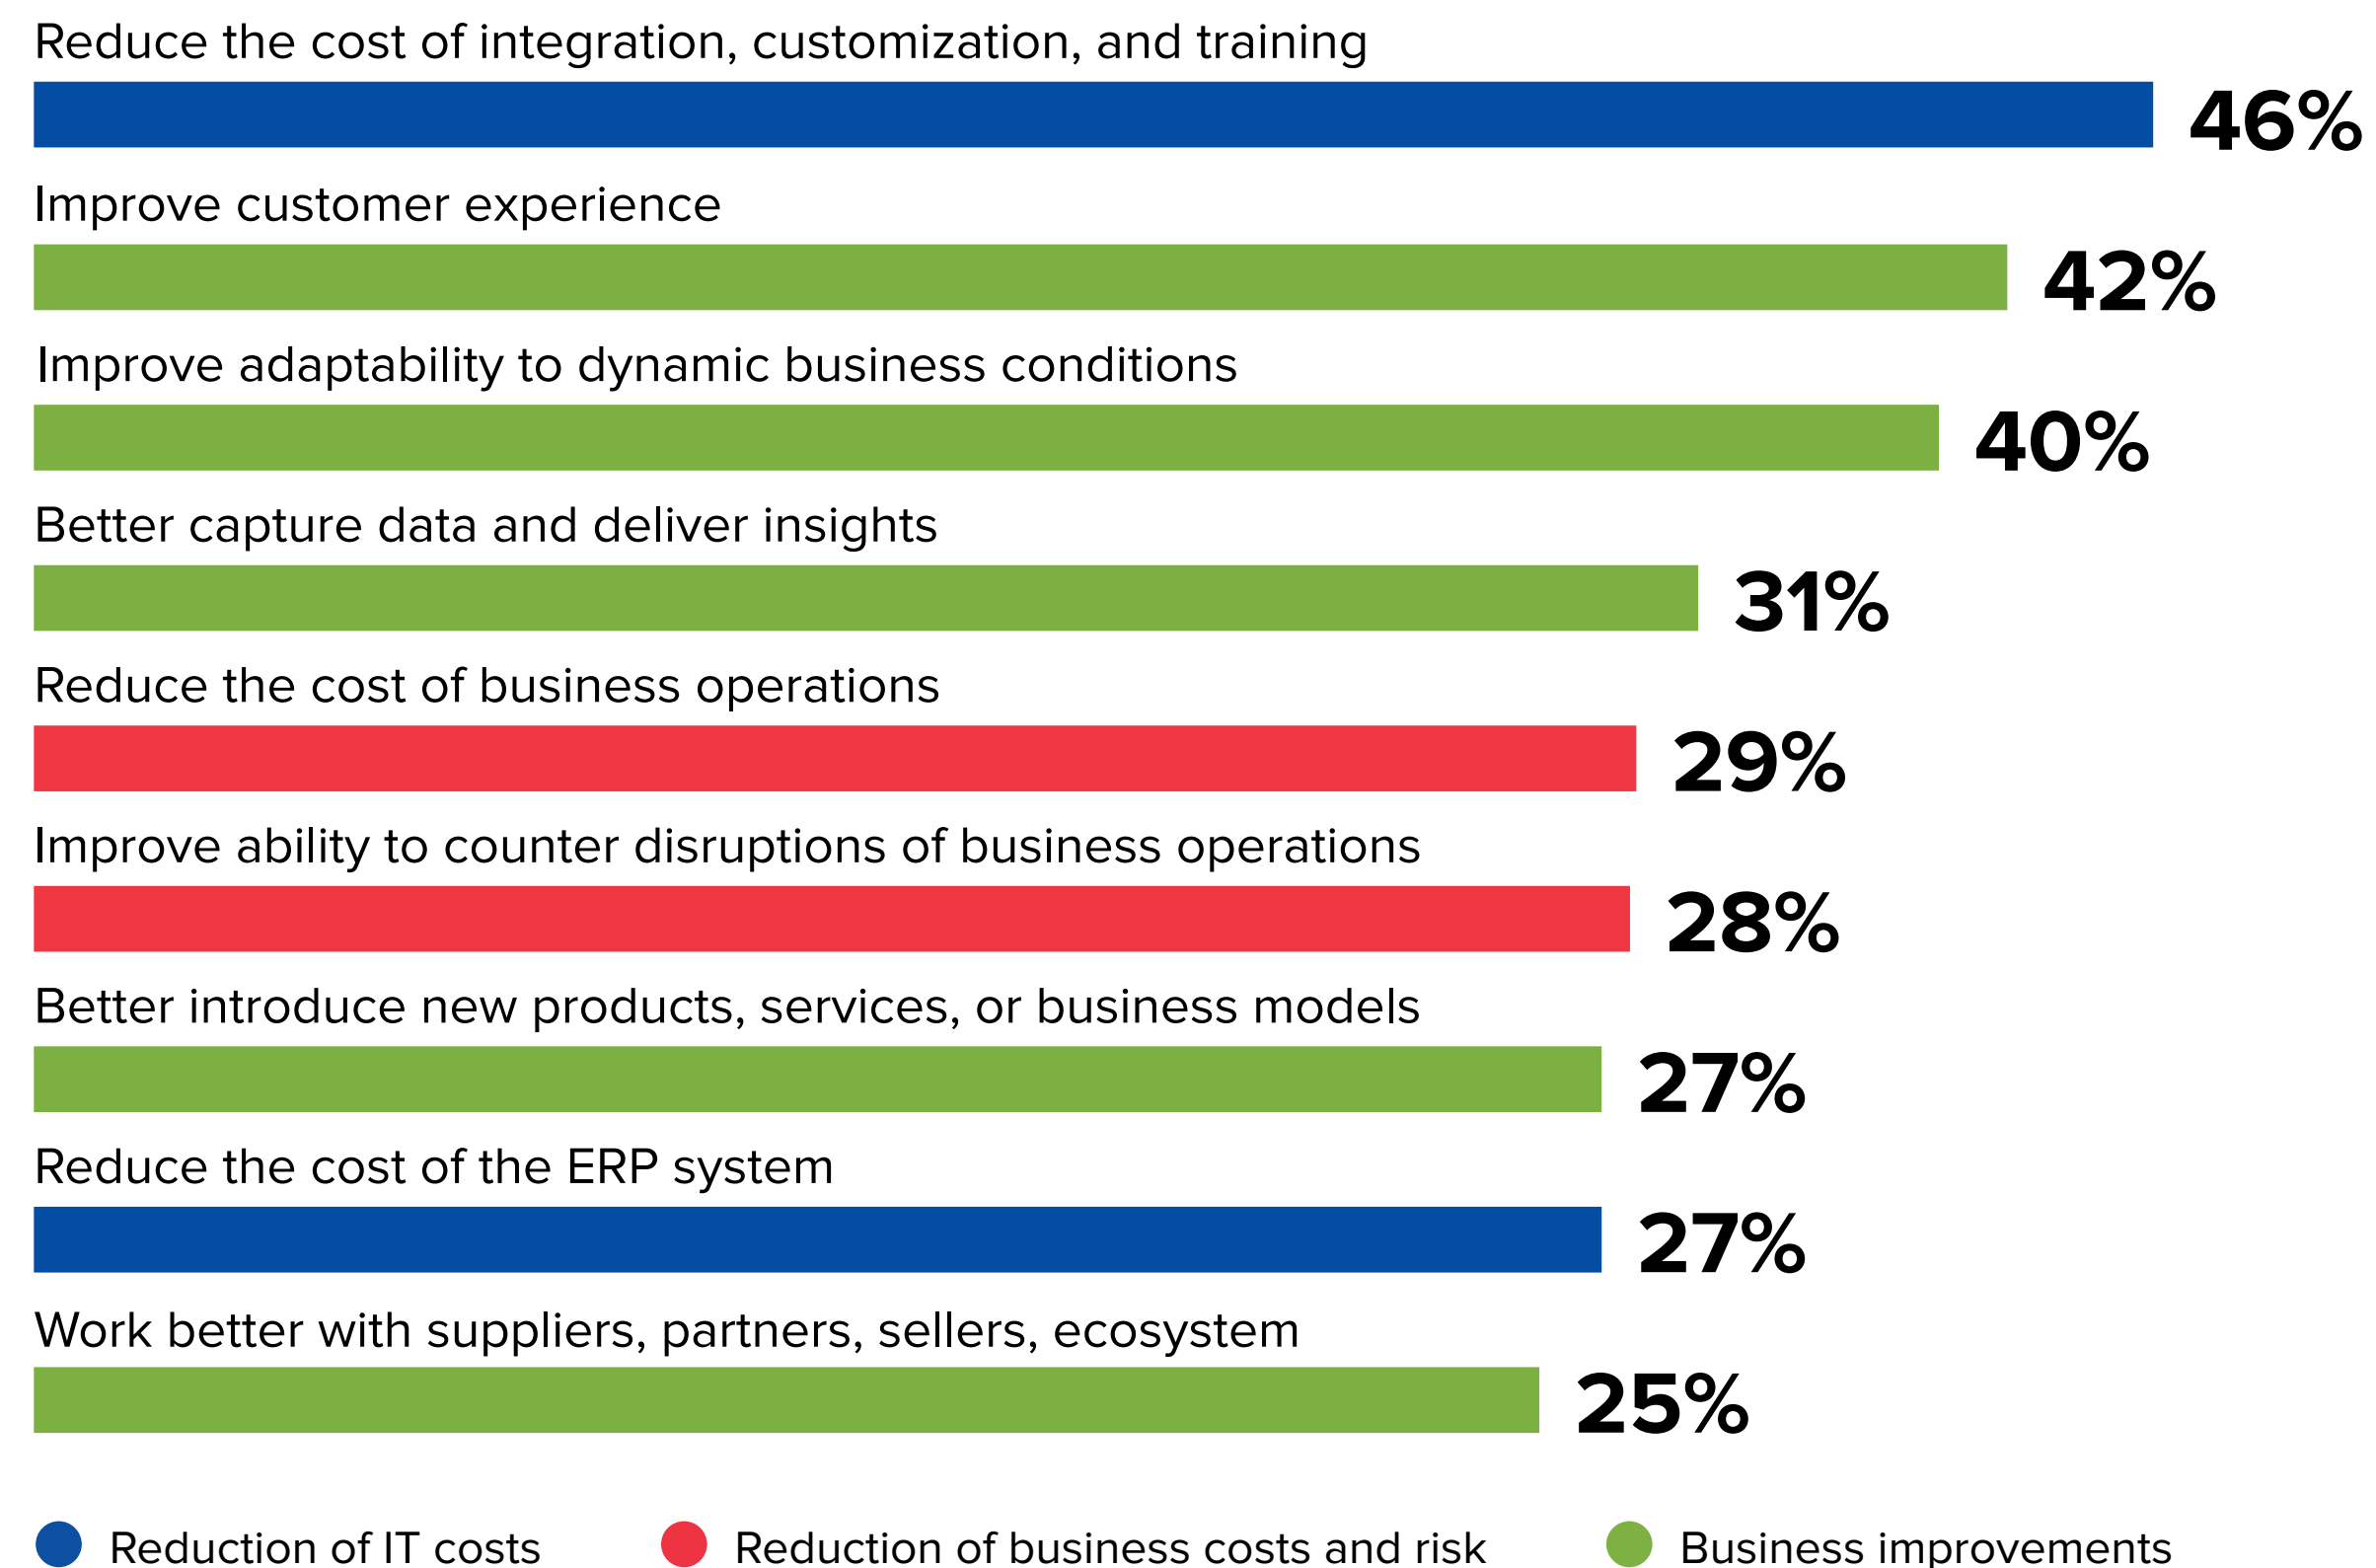 Reduce the cost of integration, customization, and training
46%
Improve customer experience
42%
Improve adaptability to dynamic business conditions
40%
Better capture data and deliver insights
31%
Reduce the cost of business operations
29%
Improve ability to counter disruptions of business operations
28%
Better introduce new products, services, or business models
27%
Reduce the cost of the ERP system
27%
Work better with suppliers, partners, sellers, ecosystem
25%
Reduction of IT costs
Reduction of business costs and risk
Business improvements